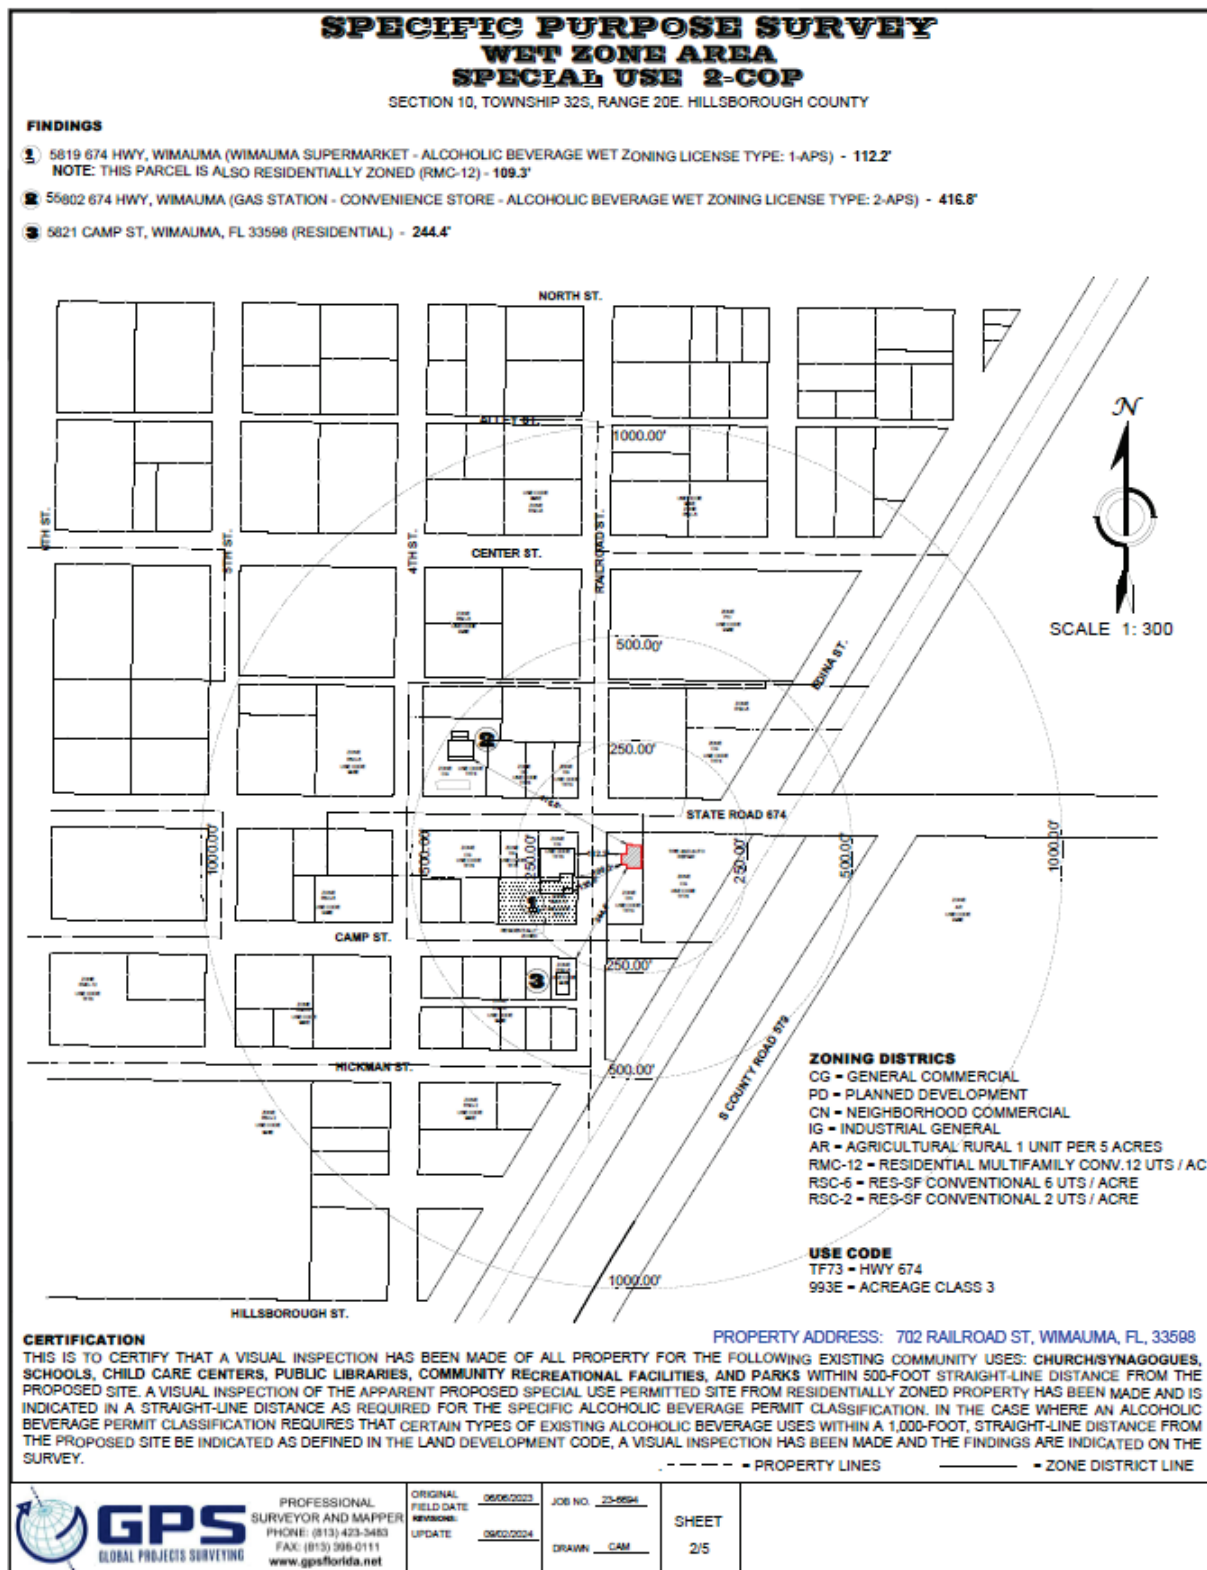 SPECIFIC PURPOSE SURVEY
WET ZONE AREA
SPECIAL USE 2-COP
SECTION 10, TOWNSHIP 32S, RANGE 20E. HILLSBOROUGH COUNTY
FINDINGS
1 5819 674 HWY, WIMAUMA (WIMAUMA SUPERMARKET - ALCOHOLIC BEVERAGE WET ZONING LICENSE TYPE: 1-APS) - 112.2'
NOTE: THIS PARCEL IS ALSO RESIDENTIALLY ZONED (RMC-12) - 109.3'
2 55802 674 HWY, WIMAUMA (GAS STATION - CONVENIENCE STORE - ALCOHOLIC BEVERAGE WET ZONING LICENSE TYPE: 2-APS) - 416.8'
3 5821 CAMP ST, WIMAUMA, FL 33598 (RESIDENTIAL) - 244.4'
NORTH ST.
ALLEY ST.
1000.00'
N
6TH ST.
5TH ST.
4TH ST.
RAILROAD ST.
CENTER ST.
SCALE 1: 300
500.00'
EDINA ST.
2
250.00'
STATE ROAD 674
1000.00'
500.00'
250.00'
250.00'
500.00'
1000.00'
1
CAMP ST.
250.00'
3
HICKMAN ST.
500.00'
S COUNTY ROAD 579
ZONING DISTRICS
CG = GENERAL COMMERCIAL
PD = PLANNED DEVELOPMENT
CN = NEIGHBORHOOD COMMERCIAL
IG = INDUSTRIAL GENERAL
AR = AGRICULTURAL RURAL 1 UNIT PER 5 ACRES
RMC-12 = RESIDENTIAL MULTIFAMILY CONV.12 UTS / AC
RSC-6 = RES-SF CONVENTIONAL 6 UTS / ACRE
RSC-2 = RES-SF CONVENTIONAL 2 UTS / ACRE
USE CODE
TF73 = HWY 674
993E = ACREAGE CLASS 3
1000.00'
HILLSBOROUGH ST.
CERTIFICATION
PROPERTY ADDRESS: 702 RAILROAD ST, WIMAUMA, FL, 33598
THIS IS TO CERTIFY THAT A VISUAL INSPECTION HAS BEEN MADE OF ALL PROPERTY FOR THE FOLLOWING EXISTING COMMUNITY USES: CHURCH/SYNAGOGUES,
SCHOOLS, CHILD CARE CENTERS, PUBLIC LIBRARIES, COMMUNITY RECREATIONAL FACILITIES, AND PARKS WITHIN 500-FOOT STRAIGHT-LINE DISTANCE FROM THE
PROPOSED SITE. A VISUAL INSPECTION OF THE APPARENT PROPOSED SPECIAL USE PERMITTED SITE FROM RESIDENTIALLY ZONED PROPERTY HAS BEEN MADE AND IS
INDICATED IN A STRAIGHT-LINE DISTANCE AS REQUIRED FOR THE SPECIFIC ALCOHOLIC BEVERAGE PERMIT CLASSIFICATION. IN THE CASE WHERE AN ALCOHOLIC
BEVERAGE PERMIT CLASSIFICATION REQUIRES THAT CERTAIN TYPES OF EXISTING ALCOHOLIC BEVERAGE USES WITHIN A 1,000-FOOT, STRAIGHT-LINE DISTANCE FROM
THE PROPOSED SITE BE INDICATED AS DEFINED IN THE LAND DEVELOPMENT CODE, A VISUAL INSPECTION HAS BEEN MADE AND THE FINDINGS ARE INDICATED ON THE
SURVEY.
= PROPERTY LINES
= ZONE DISTRICT LINE
GPS
GLOBAL PROJECTS SURVEYING
PROFESSIONAL
SURVEYOR AND MAPPER
PHONE: (813) 423-3483
FAX: (813) 398-0111
www.gpsflorida.net
ORIGINAL
FIELD DATE 06/06/2023
REVISIONS:
UPDATE 09/02/2024
JOB NO. 23-6694
DRAWN CAM
SHEET
2/5